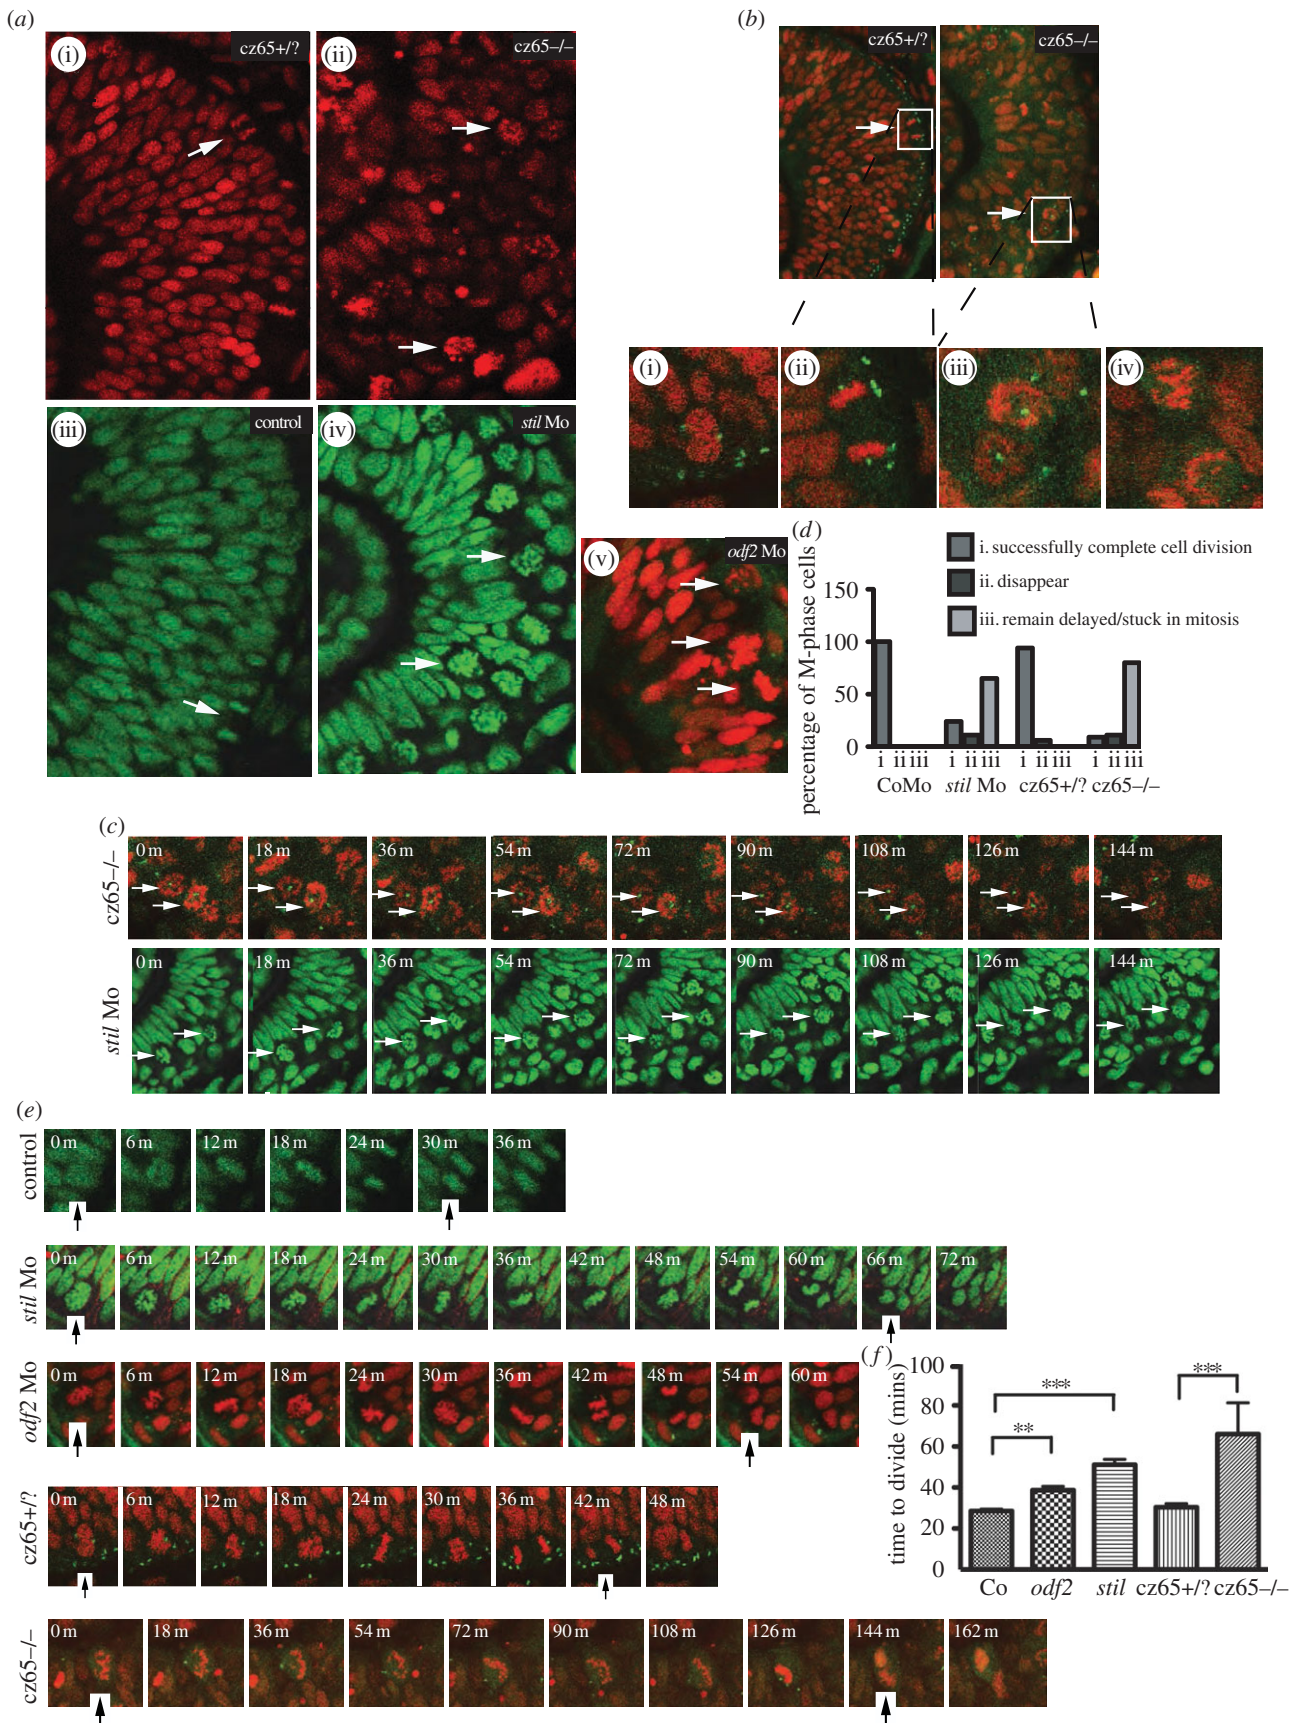 (a)
(i) cz65+/?
(ii) cz65–/–
(iii) control
(iv) stil Mo
(v) odf2 Mo
(b)
cz65+/?
cz65–/–
(i)
(ii)
(iii)
(iv)
(d)
i. successfully complete cell division
ii. disappear
iii. remain delayed/stuck in mitosis
percentage of M-phase cells
150
100
50
0
i ii iii i ii iii i ii iii i ii iii
CoMo stil Mo cz65+/? cz65–/–
(c)
cz65–/–
0 m 18 m 36 m 54 m 72 m 90 m 108 m 126 m 144 m
stil Mo
0 m 18 m 36 m 54 m 72 m 90 m 108 m 126 m 144 m
(e)
control
0 m 6 m 12 m 18 m 24 m 30 m 36 m
stil Mo
0 m 6 m 12 m 18 m 24 m 30 m 36 m 42 m 48 m 54 m 60 m 66 m 72 m
odf2 Mo
0 m 6 m 12 m 18 m 24 m 30 m 36 m 42 m 48 m 54 m 60 m
cz65+/?
0 m 6 m 12 m 18 m 24 m 30 m 36 m 42 m 48 m
cz65–/–
0 m 18 m 36 m 54 m 72 m 90 m 108 m 126 m 144 m 162 m
(f)
time to divide (mins)
100
80
60
40
20
0
**
***
***
Co odf2 stil cz65+/? cz65–/–